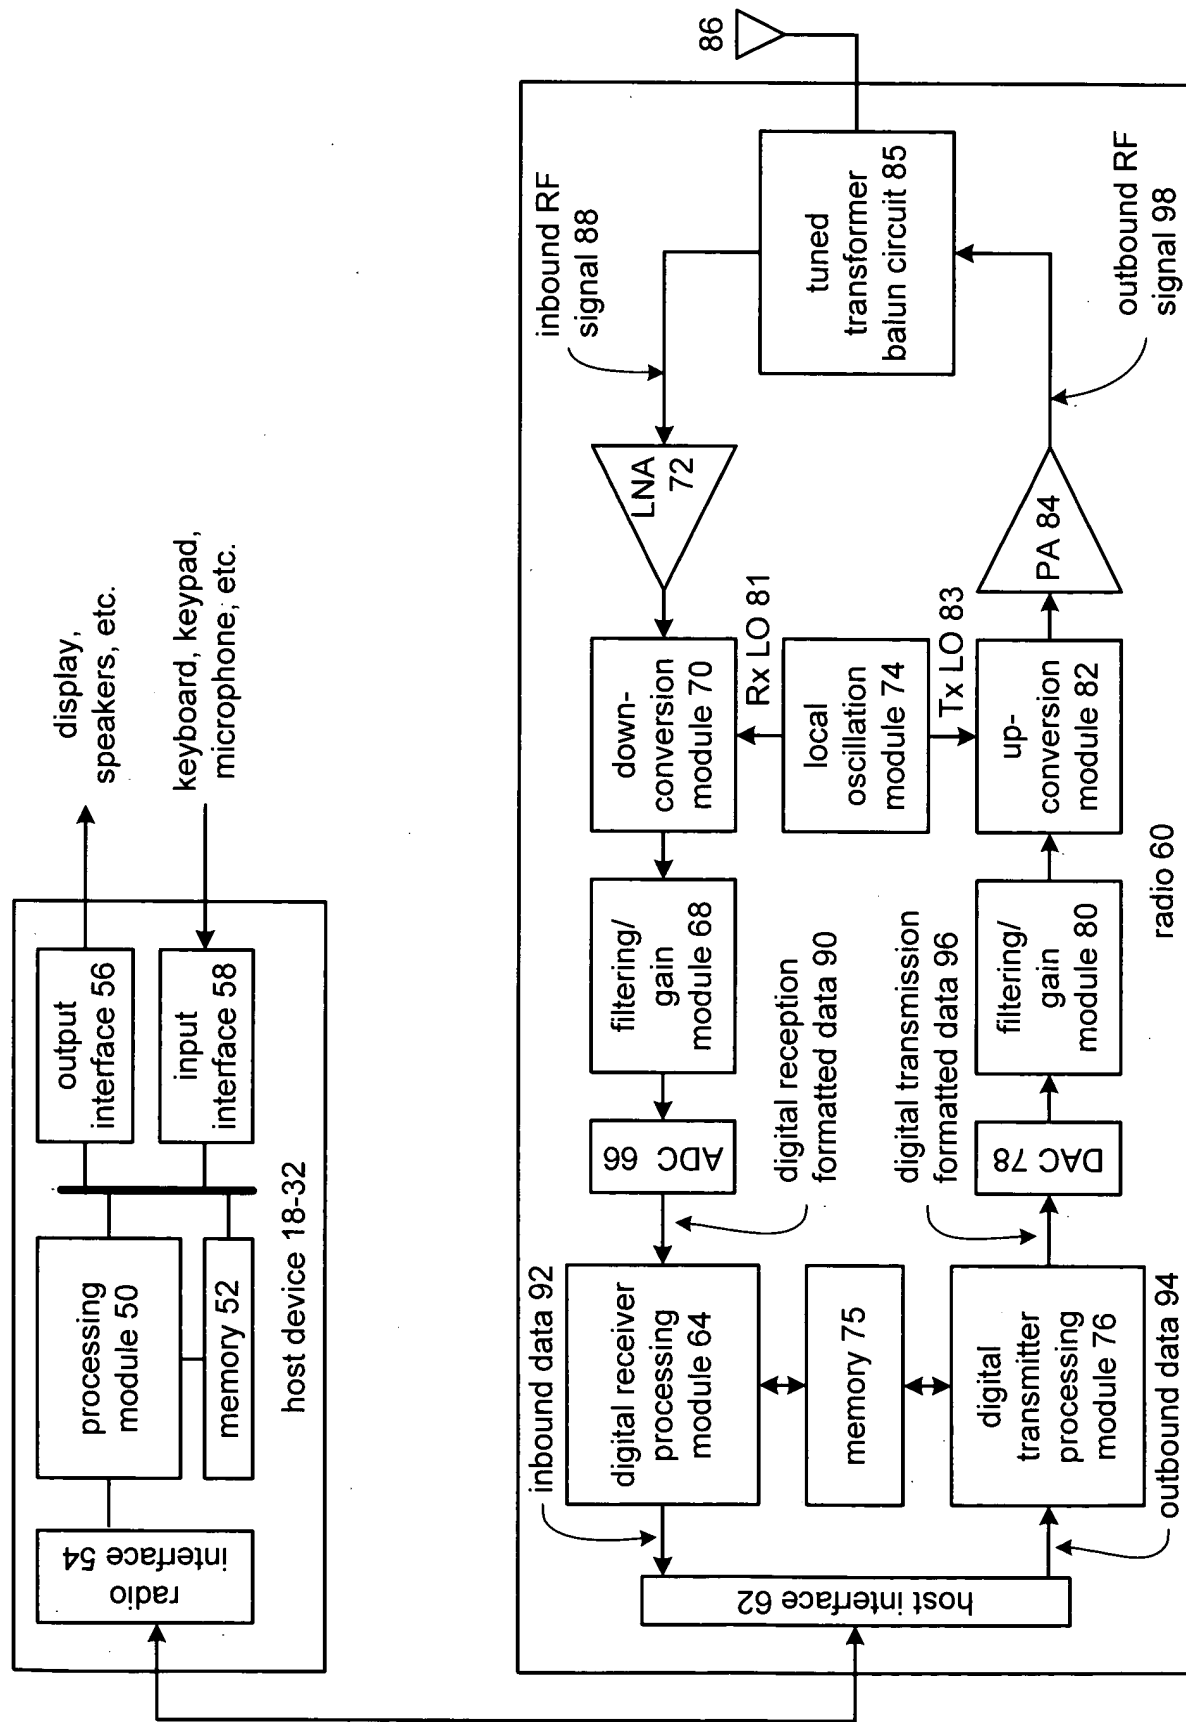 display,
speakers, etc.
keyboard, keypad,
microphone, etc.
output
interface 56
input
interface 58
processing
module 50
memory 52
radio
interface 54
host device 18-32
86
inbound RF
signal 88
tuned
transformer
balun circuit 85
outbound RF
signal 98
LNA
72
PA 84
down-
conversion
module 70
Rx LO 81
local
oscillation
module 74
Tx LO 83
up-
conversion
module 82
filtering/
gain
module 68
filtering/
gain
module 80
ADC 66
digital reception
formatted data 90
digital transmission
formatted data 96
DAC 78
inbound data 92
digital receiver
processing
module 64
memory 75
digital
transmitter
processing
module 76
outbound data 94
host interface 62
radio 60